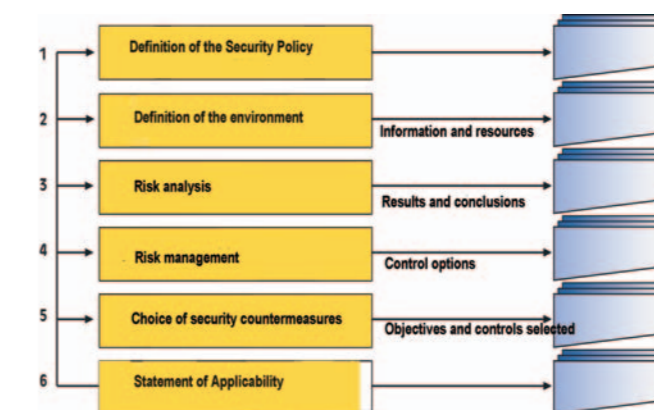 1 Definition of the Security Policy
2 Definition of the environment
Information and resources
3 Risk analysis
Results and conclusions
4 Risk management
Control options
5 Choice of security countermeasures
Objectives and controls selected
6 Statement of Applicability